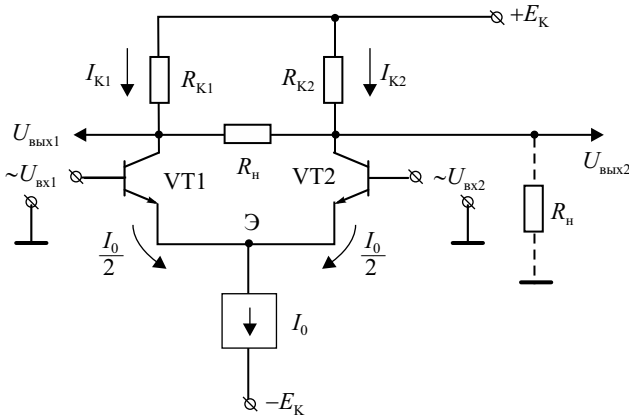 +E_К
I_К1
R_К1
R_К2
I_К2
U_вых1
R_н
U_вых2
~U_вх1
VT1
VT2
~U_вх2
R_н
Э
I_0/2
I_0/2
I_0
−E_К